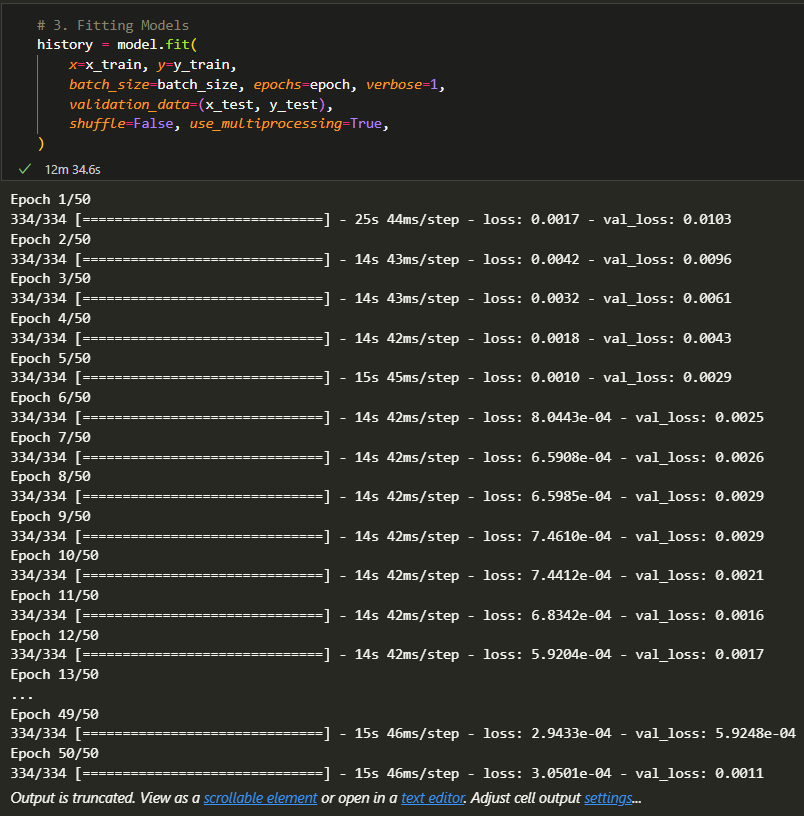 # 3. Fitting Models
history = model.fit(
x=x_train, y=y_train,
batch_size=batch_size, epochs=epoch, verbose=1,
validation_data=(x_test, y_test),
shuffle=False, use_multiprocessing=True,
)
✓ 12m 34.6s
Epoch 1/50
334/334 [==============================] - 25s 44ms/step - loss: 0.0017 - val_loss: 0.0103
Epoch 2/50
334/334 [==============================] - 14s 43ms/step - loss: 0.0042 - val_loss: 0.0096
Epoch 3/50
334/334 [==============================] - 14s 43ms/step - loss: 0.0032 - val_loss: 0.0061
Epoch 4/50
334/334 [==============================] - 14s 42ms/step - loss: 0.0018 - val_loss: 0.0043
Epoch 5/50
334/334 [==============================] - 15s 45ms/step - loss: 0.0010 - val_loss: 0.0029
Epoch 6/50
334/334 [==============================] - 14s 42ms/step - loss: 8.0443e-04 - val_loss: 0.0025
Epoch 7/50
334/334 [==============================] - 14s 42ms/step - loss: 6.5908e-04 - val_loss: 0.0026
Epoch 8/50
334/334 [==============================] - 14s 42ms/step - loss: 6.5985e-04 - val_loss: 0.0029
Epoch 9/50
334/334 [==============================] - 14s 42ms/step - loss: 7.4610e-04 - val_loss: 0.0029
Epoch 10/50
334/334 [==============================] - 14s 42ms/step - loss: 7.4412e-04 - val_loss: 0.0021
Epoch 11/50
334/334 [==============================] - 14s 42ms/step - loss: 6.8342e-04 - val_loss: 0.0016
Epoch 12/50
334/334 [==============================] - 14s 42ms/step - loss: 5.9204e-04 - val_loss: 0.0017
Epoch 13/50
...
Epoch 49/50
334/334 [==============================] - 15s 46ms/step - loss: 2.9433e-04 - val_loss: 5.9248e-04
Epoch 50/50
334/334 [==============================] - 15s 46ms/step - loss: 3.0501e-04 - val_loss: 0.0011
Output is truncated. View as a scrollable element or open in a text editor. Adjust cell output settings...